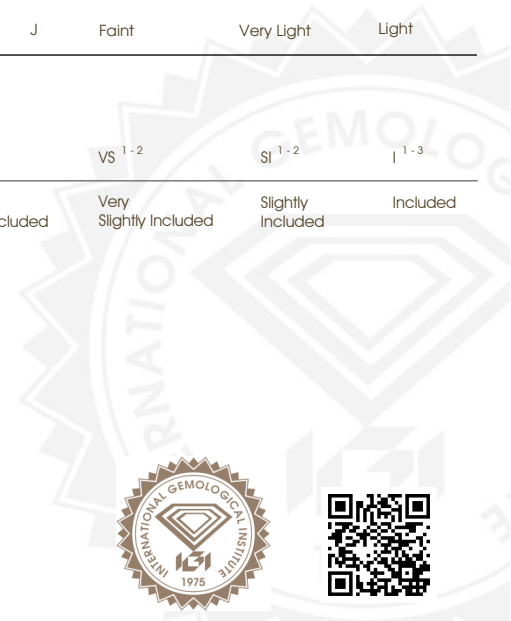 J Faint Very Light Light
VS 1 - 2 SI 1 - 2 I 1 - 3
Very Slightly Included
cluded Slightly Included Included
INTERNATIONAL GEMOLOGICAL INSTITUTE
IGI
1975